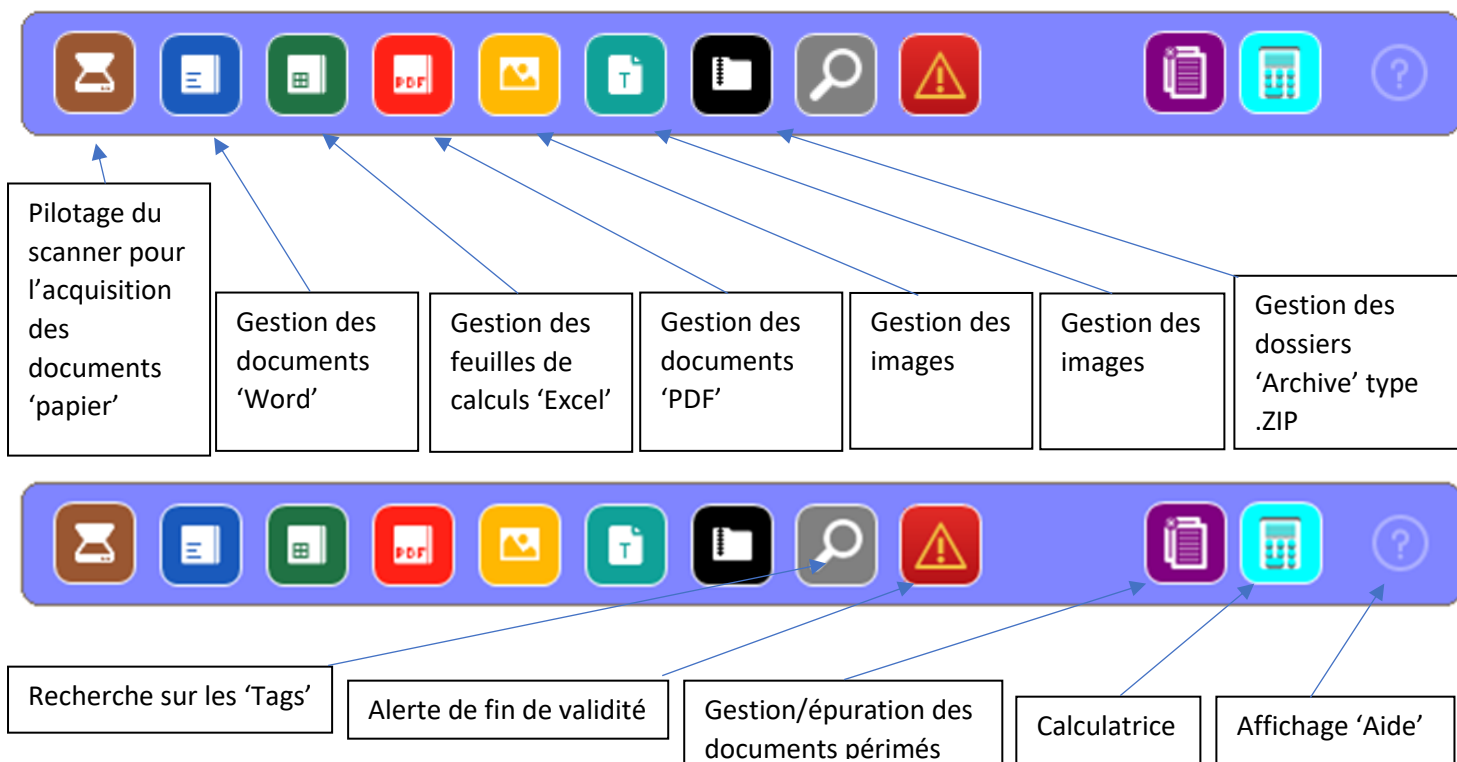 PDF
T
?
Pilotage du
scanner pour
l’acquisition
des
documents
‘papier’
Gestion des
documents
‘Word’
Gestion des
feuilles de
calculs ‘Excel’
Gestion des
documents
‘PDF’
Gestion des
images
Gestion des
images
Gestion des
dossiers
‘Archive’ type
.ZIP
PDF
T
?
Recherche sur les ‘Tags’
Alerte de fin de validité
Gestion/épuration des
documents périmés
Calculatrice
Affichage ‘Aide’